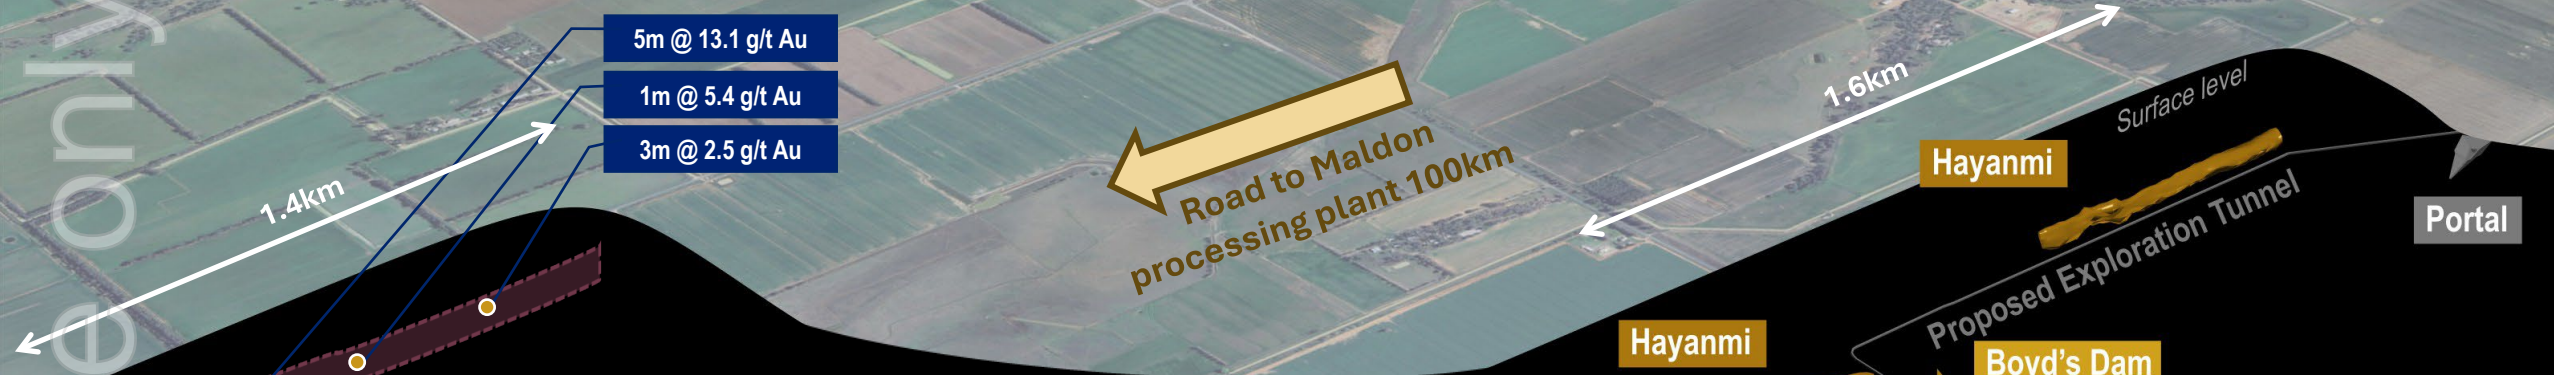 e only
5m @ 13.1 g/t Au
1m @ 5.4 g/t Au
3m @ 2.5 g/t Au
1.4km
Road to Maldon
processing plant 100km
1.6km
Surface level
Hayanmi
Proposed Exploration Tunnel
Portal
Hayanmi
Boyd's Dam